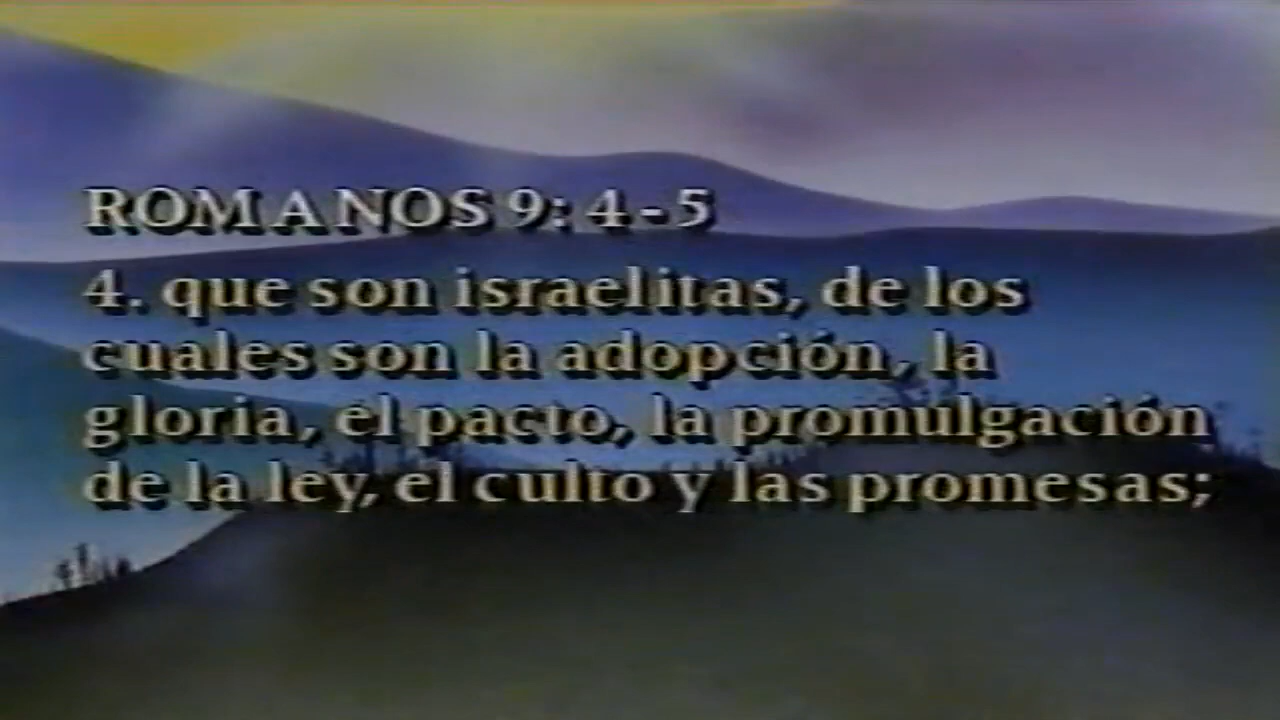 ROMANOS 9: 4-5
4. que son israelitas, de los
cuales son la adopción, la
gloria, el pacto, la promulgación
de la ley, el culto y las promesas;